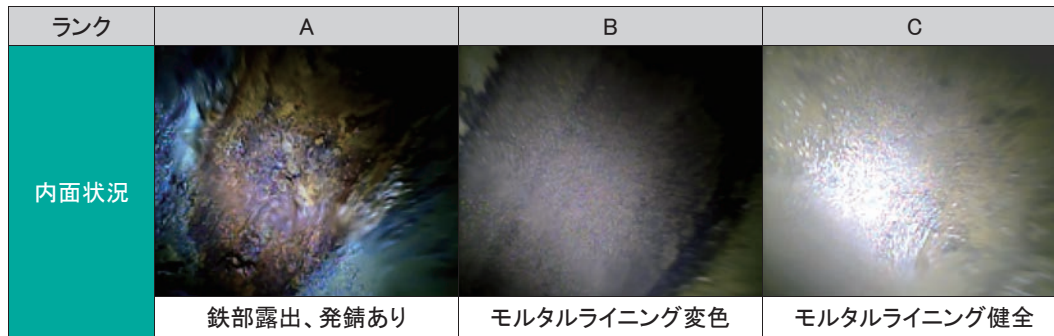 ランク
A
B
C
内面状況
鉄部露出、発錆あり
モルタルライニング変色
モルタルライニング健全